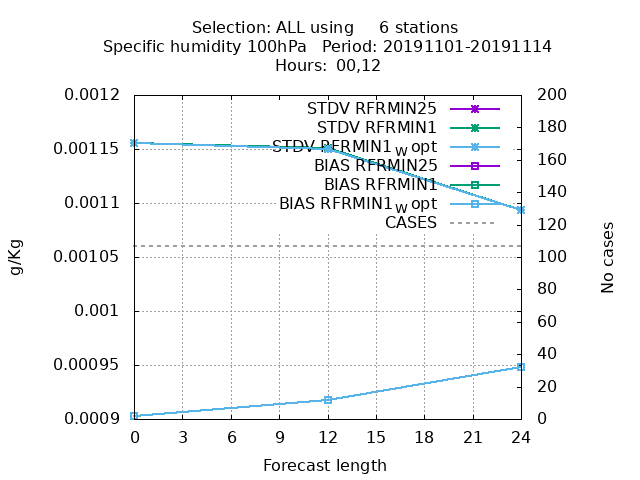 Selection: ALL using 6 stations
Specific humidity 100hPa Period: 20191101-20191114
Hours: 00,12
0.0012
0.00115
0.0011
0.00105
0.001
0.00095
0.0009
g/Kg
STDV RFRMIN25
STDV RFRMIN1
STDV RFRMIN1_w opt
BIAS RFRMIN25
BIAS RFRMIN1
BIAS RFRMIN1_w opt
CASES
200
180
160
140
120
100
80
60
40
20
0
No cases
0 3 6 9 12 15 18 21 24
Forecast length